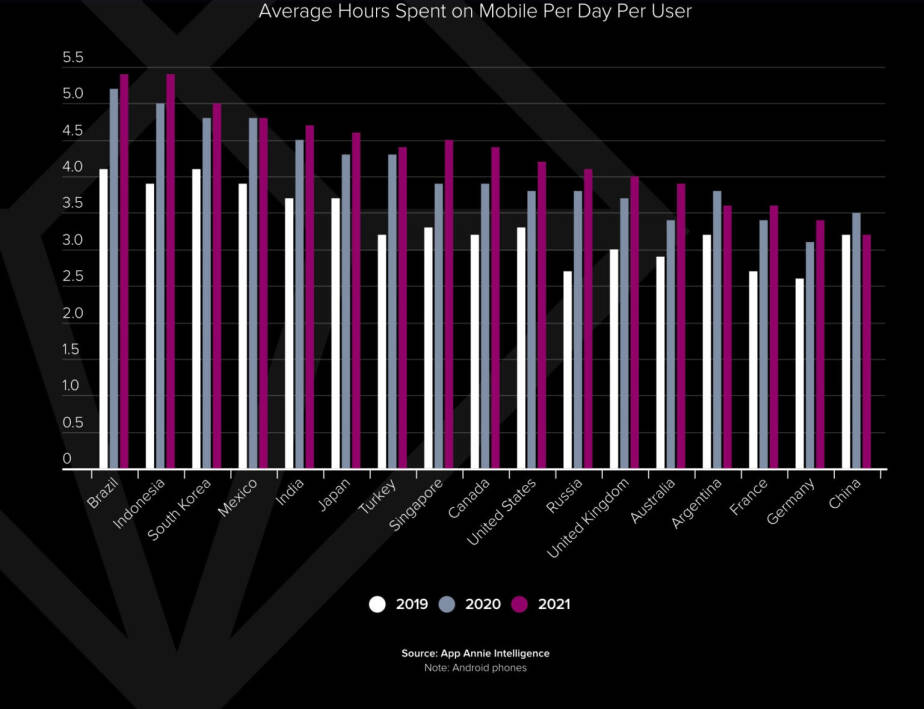 Average Hours Spent on Mobile Per Day Per User
5.5
5.0
4.5
4.0
3.5
3.0
2.5
2.0
1.5
1.0
0.5
0
Brazil
Indonesia
South Korea
Mexico
India
Japan
Turkey
Singapore
Canada
United States
Russia
United Kingdom
Australia
Argentina
France
Germany
China
2019 2020 2021
Source: App Annie Intelligence
Note: Android phones